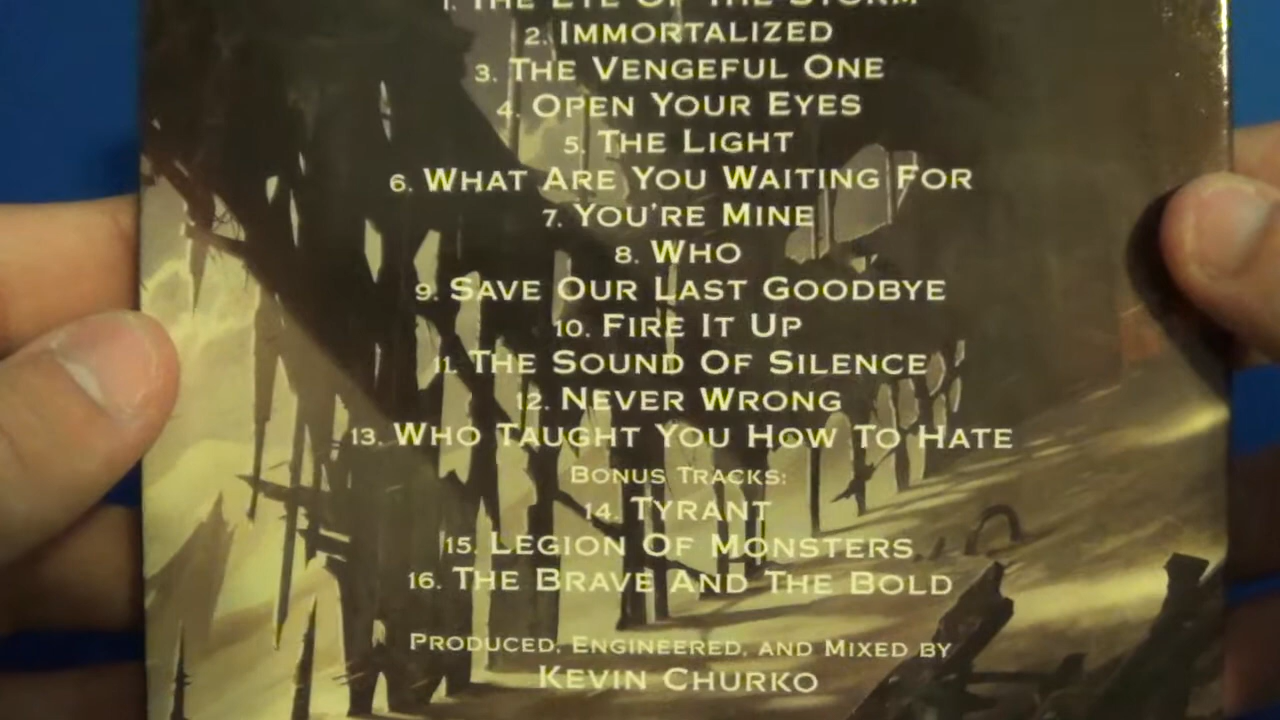 1. THE EYE OF THE STORM
2. IMMORTALIZED
3. THE VENGEFUL ONE
4. OPEN YOUR EYES
5. THE LIGHT
6. WHAT ARE YOU WAITING FOR
7. YOU'RE MINE
8. WHO
9. SAVE OUR LAST GOODBYE
10. FIRE IT UP
11. THE SOUND OF SILENCE
12. NEVER WRONG
13. WHO TAUGHT YOU HOW TO HATE
BONUS TRACKS:
14. TYRANT
15. LEGION OF MONSTERS
16. THE BRAVE AND THE BOLD
PRODUCED, ENGINEERED, AND MIXED BY
KEVIN CHURKO